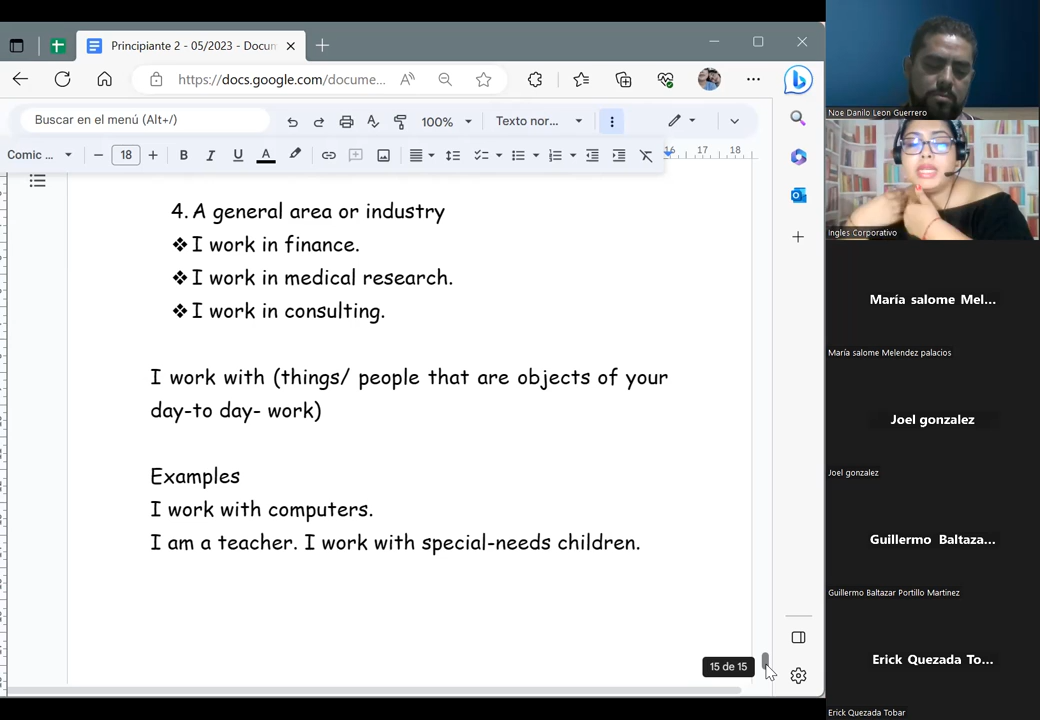 Principiante 2 - 05/2023 - Docum
https://docs.google.com/docume...
Buscar en el menú (Alt+/)
100%
Texto nor...
Comic ...
18
16 17 18
4. A general area or industry
❖ I work in finance.
❖ I work in medical research.
❖ I work in consulting.
I work with (things/ people that are objects of your
day-to day- work)
Examples
I work with computers.
I am a teacher. I work with special-needs children.
15 de 15
Noe Danilo Leon Guerrero
Ingles Corporativo
María salome Mel...
María salome Melendez palacios
Joel gonzalez
Joel gonzalez
Guillermo Baltaza...
Guillermo Baltazar Portillo Martinez
Erick Quezada To...
Erick Quezada Tobar